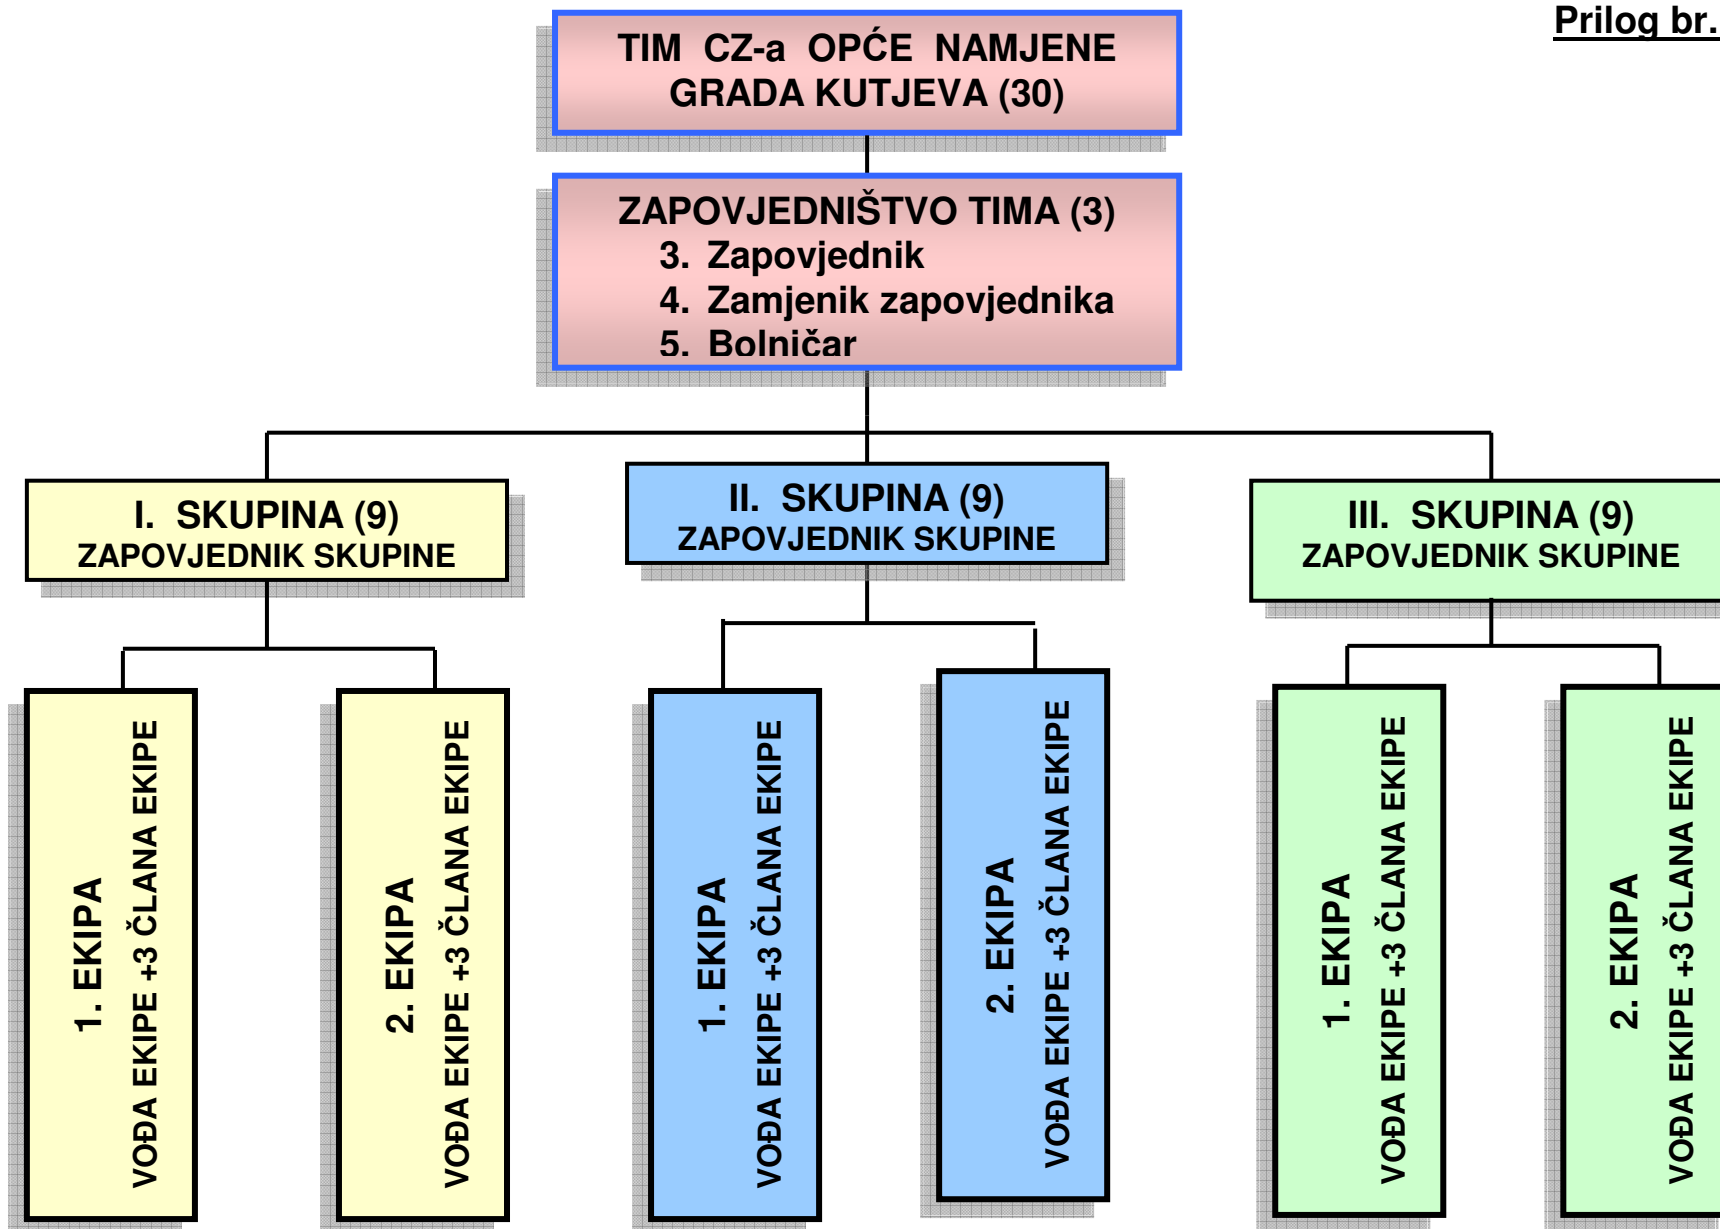 Prilog br.
TIM CZ-a OPĆE NAMJENE
GRADA KUTJEVA (30)
ZAPOVJEDNIŠTVO TIMA (3)
3. Zapovjednik
4. Zamjenik zapovjednika
5. Bolničar
I. SKUPINA (9)
ZAPOVJEDNIK SKUPINE
II. SKUPINA (9)
ZAPOVJEDNIK SKUPINE
III. SKUPINA (9)
ZAPOVJEDNIK SKUPINE
1. EKIPA
VOĐA EKIPE +3 ČLANA EKIPE
2. EKIPA
VOĐA EKIPE +3 ČLANA EKIPE
1. EKIPA
VOĐA EKIPE +3 ČLANA EKIPE
2. EKIPA
VOĐA EKIPE +3 ČLANA EKIPE
1. EKIPA
VOĐA EKIPE +3 ČLANA EKIPE
2. EKIPA
VOĐA EKIPE +3 ČLANA EKIPE